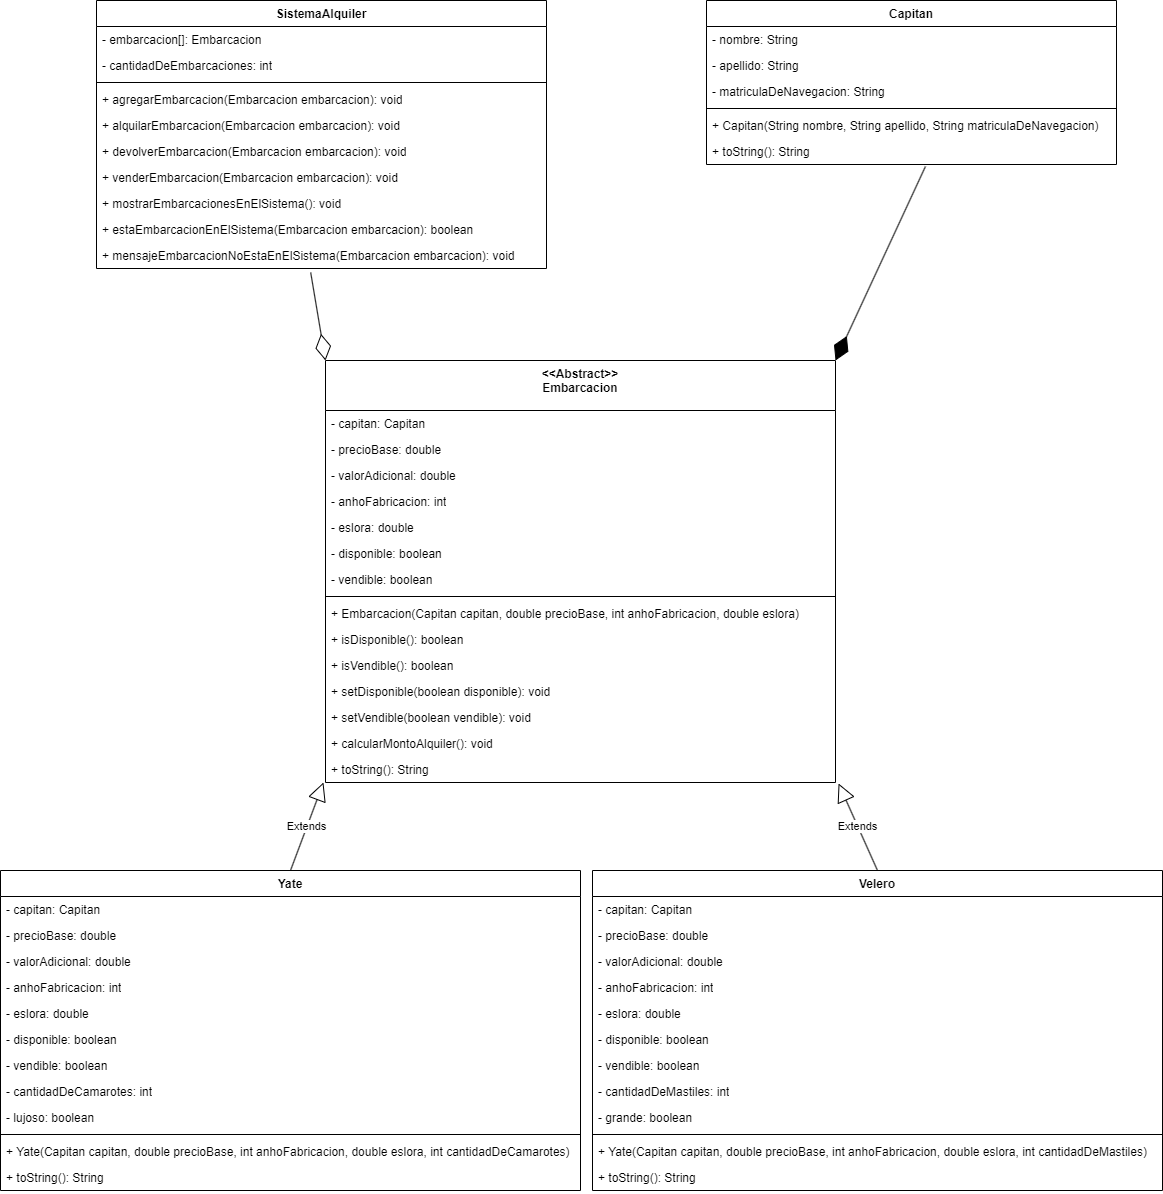 SistemaAlquiler
- embarcacion[]: Embarcacion
- cantidadDeEmbarcaciones: int
+ agregarEmbarcacion(Embarcacion embarcacion): void
+ alquilarEmbarcacion(Embarcacion embarcacion): void
+ devolverEmbarcacion(Embarcacion embarcacion): void
+ venderEmbarcacion(Embarcacion embarcacion): void
+ mostrarEmbarcacionesEnElSistema(): void
+ estaEmbarcacionEnElSistema(Embarcacion embarcacion): boolean
+ mensajeEmbarcacionNoEstaEnElSistema(Embarcacion embarcacion): void
Capitan
- nombre: String
- apellido: String
- matriculaDeNavegacion: String
+ Capitan(String nombre, String apellido, String matriculaDeNavegacion)
+ toString(): String
<<Abstract>>
Embarcacion
- capitan: Capitan
- precioBase: double
- valorAdicional: double
- anhoFabricacion: int
- eslora: double
- disponible: boolean
- vendible: boolean
+ Embarcacion(Capitan capitan, double precioBase, int anhoFabricacion, double eslora)
+ isDisponible(): boolean
+ isVendible(): boolean
+ setDisponible(boolean disponible): void
+ setVendible(boolean vendible): void
+ calcularMontoAlquiler(): void
+ toString(): String
Extends
Extends
Yate
- capitan: Capitan
- precioBase: double
- valorAdicional: double
- anhoFabricacion: int
- eslora: double
- disponible: boolean
- vendible: boolean
- cantidadDeCamarotes: int
- lujoso: boolean
+ Yate(Capitan capitan, double precioBase, int anhoFabricacion, double eslora, int cantidadDeCamarotes)
+ toString(): String
Velero
- capitan: Capitan
- precioBase: double
- valorAdicional: double
- anhoFabricacion: int
- eslora: double
- disponible: boolean
- vendible: boolean
- cantidadDeMastiles: int
- grande: boolean
+ Yate(Capitan capitan, double precioBase, int anhoFabricacion, double eslora, int cantidadDeMastiles)
+ toString(): String